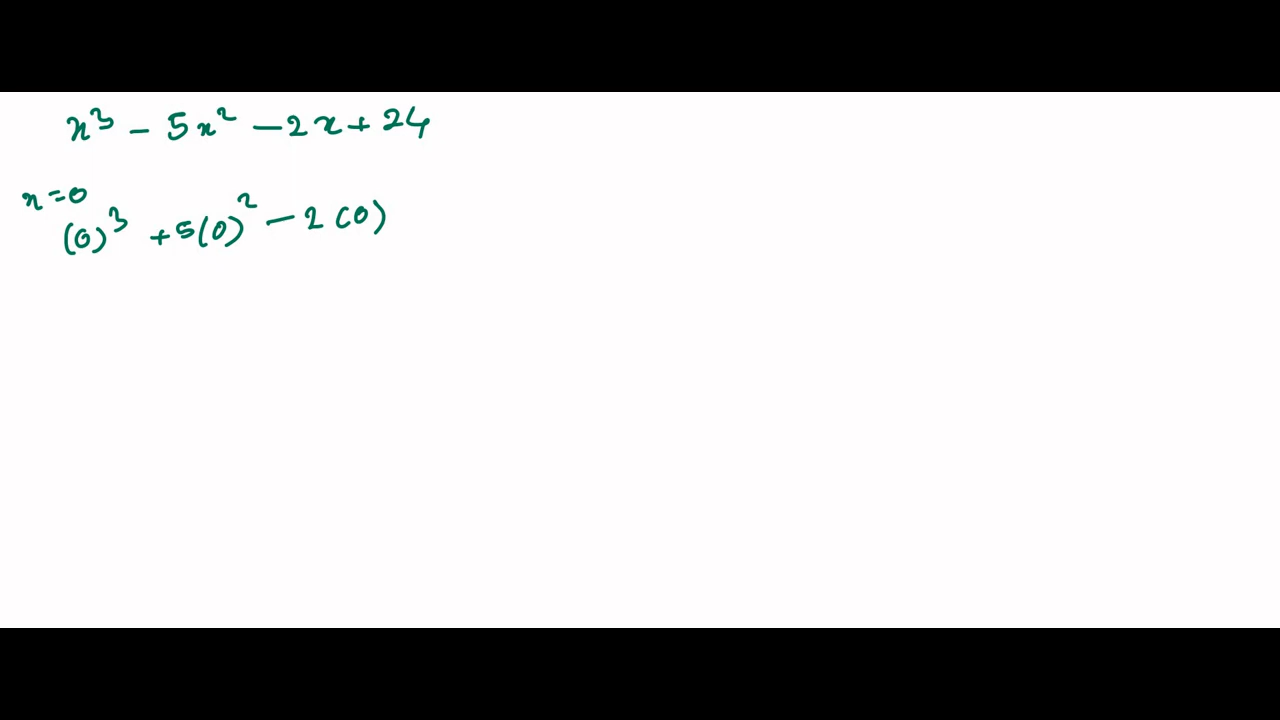 x³ - 5x² - 2x + 24
x = 0
(0)³ + 5(0)² - 2(0)